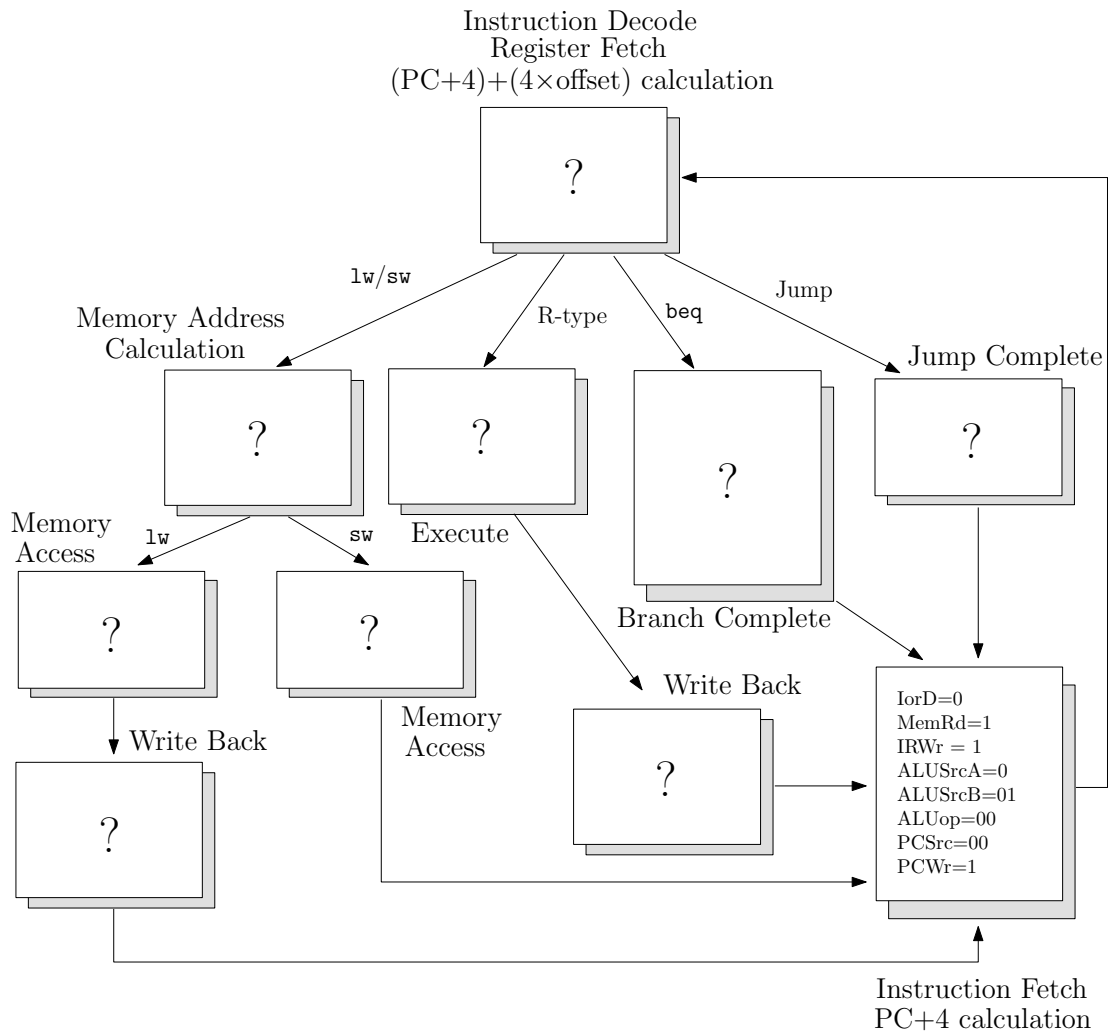 Instruction Decode
Register Fetch
(PC+4)+(4×offset) calculation
?
lw/sw
R-type
beq
Jump
Memory Address
Calculation
?
?
Execute
?
Branch Complete
Jump Complete
?
Memory
Access
lw
sw
?
?
Memory
Access
Write Back
?
Write Back
?
IorD=0
MemRd=1
IRWr = 1
ALUSrcA=0
ALUSrcB=01
ALUop=00
PCSrc=00
PCWr=1
Instruction Fetch
PC+4 calculation